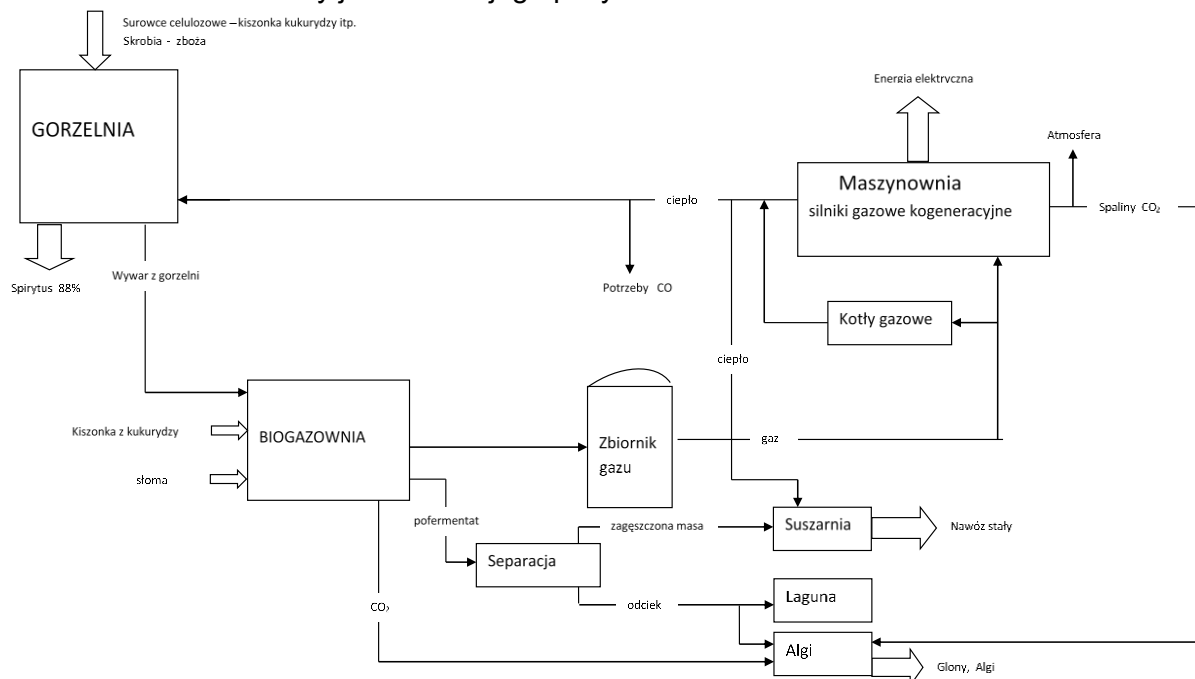 Surowce celulozowe – kiszonka kukurydzy itp.
Skrobia - zboża
GORZELNIA
Energia elektryczna
Atmosfera
Maszynownia
silniki gazowe kogeneracyjne
ciepło
Spaliny CO₂
Wywar z gorzelni
Spirytus 88%
Potrzeby CO
Kotły gazowe
ciepło
Kiszonka z kukurydzy
BIOGAZOWNIA
Zbiornik
gazu
gaz
słoma
pofermentat
zagęszczona masa
Suszarnia
Nawóz stały
Separacja
CO₂
odciek
Laguna
Algi
Glony, Algi